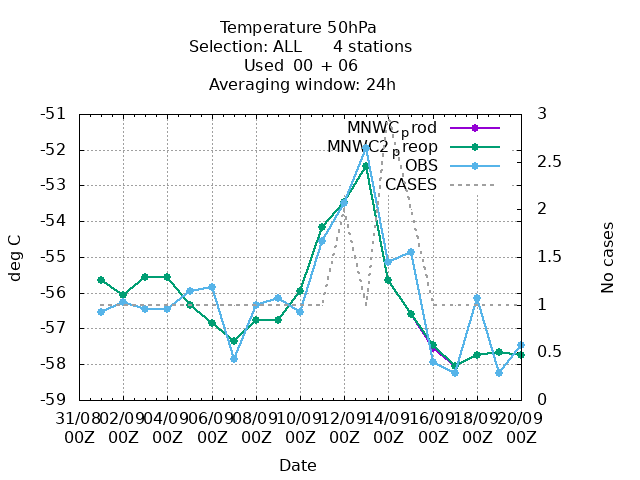 Temperature 50hPa
Selection: ALL 4 stations
Used 00 + 06
Averaging window: 24h
-51 3
MNWC_prod
MNWC2_preop
OBS
CASES
-52 2.5
-53 2
-54
-55 1.5
-56 1
-57 0.5
-58
-59 0
deg C
No cases
31/08 02/09 04/09 06/09 08/09 10/09 12/09 14/09 16/09 18/09 20/09
00Z 00Z 00Z 00Z 00Z 00Z 00Z 00Z 00Z 00Z 00Z
Date